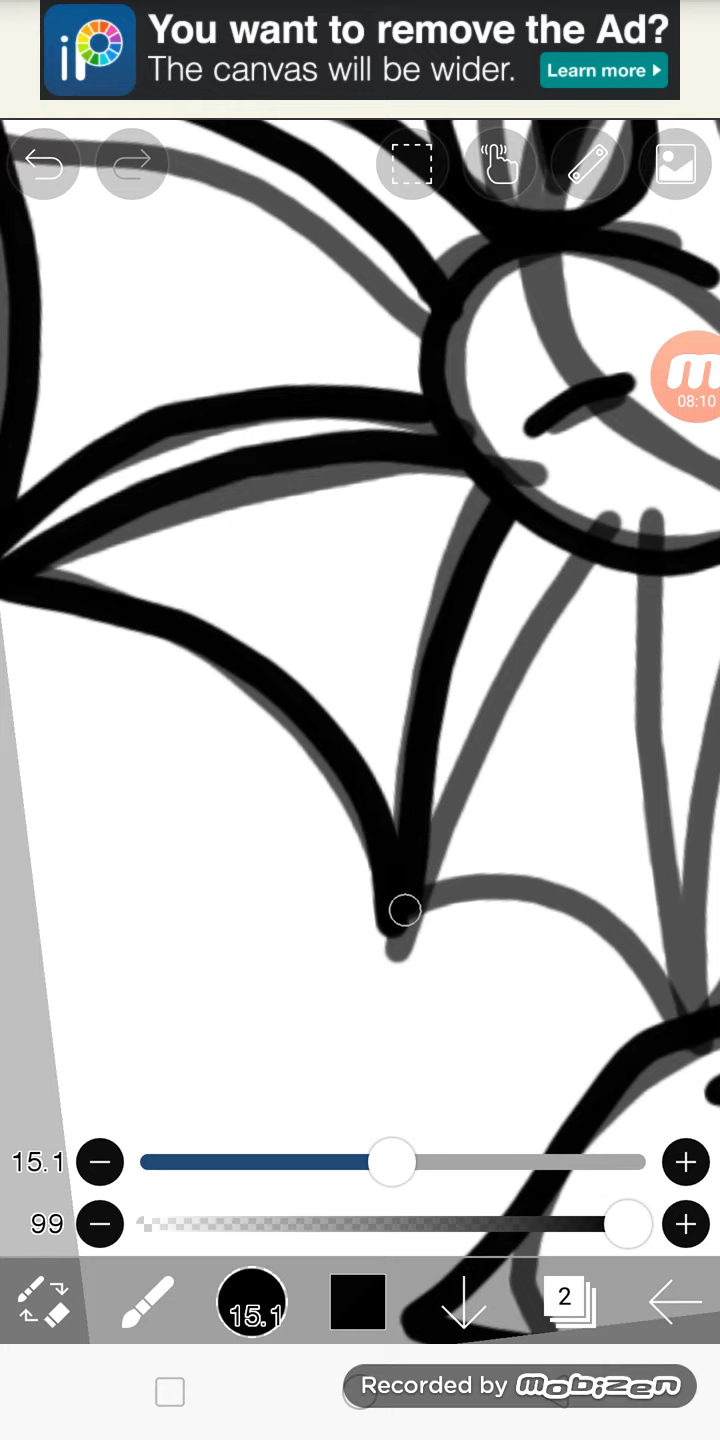 iP
You want to remove the Ad?
The canvas will be wider.
Learn more
m
08:10
15.1
99
15.1
2
Recorded by mobizen